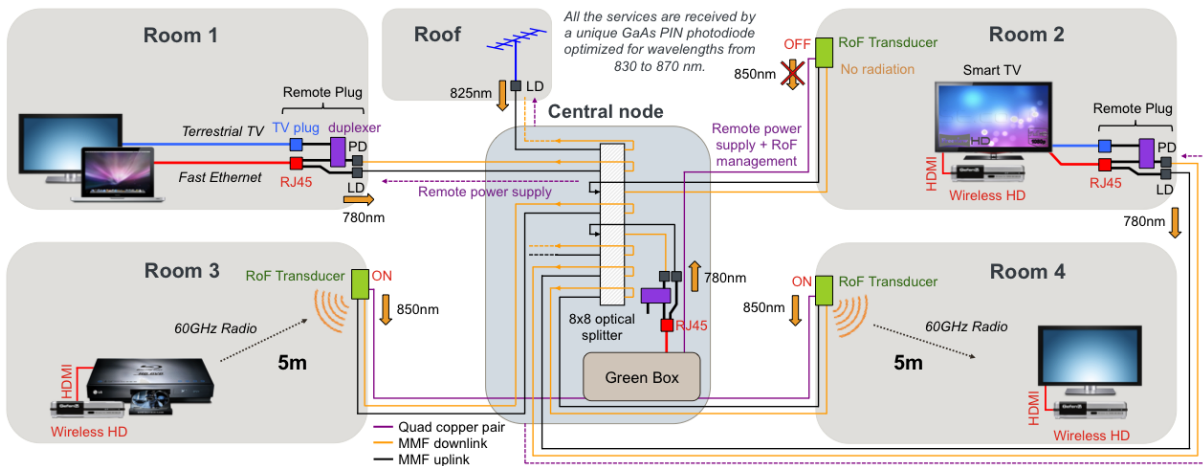 Room 1
Remote Plug
Terrestrial TV
TV plug
duplexer
PD
Fast Ethernet
RJ45
LD
780nm
Remote power supply
Roof
825nm
LD
All the services are received by
a unique GaAs PIN photodiode
optimized for wavelengths from
830 to 870 nm.
Central node
OFF
850nm
RoF Transducer
No radiation
Remote power
supply + RoF
management
Room 2
Smart TV
HDMI
Wireless HD
Remote Plug
PD
RJ45
LD
780nm
Room 3
RoF Transducer
ON
850nm
60GHz Radio
5m
HDMI
Wireless HD
780nm
8x8 optical
splitter
RJ45
Green Box
Room 4
ON
RoF Transducer
850nm
60GHz Radio
5m
HDMI
Wireless HD
Quad copper pair
MMF downlink
MMF uplink